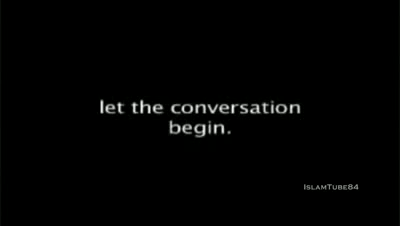 let the conversation
begin.
IslamTube84